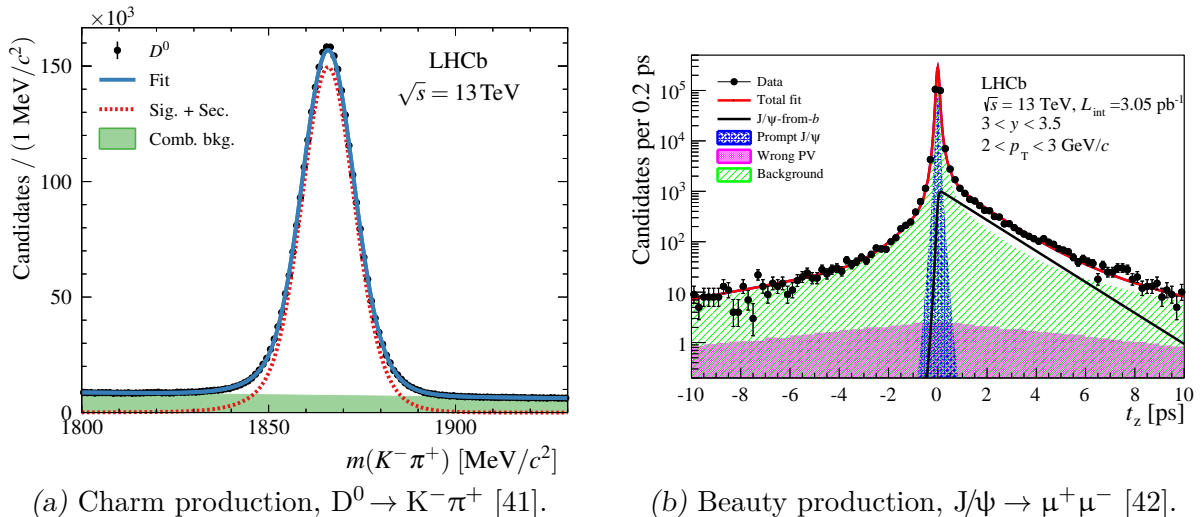 ×10³
Candidates / (1 MeV/c²)
150
100
50
0
D⁰
Fit
Sig. + Sec.
Comb. bkg.
LHCb
√s = 13 TeV
1800 1850 1900
m(K⁻π⁺) [MeV/c²]
(a) Charm production, D⁰ → K⁻π⁺ [41].
Candidates per 0.2 ps
10⁵
10⁴
10³
10²
10
1
Data
Total fit
J/ψ-from-b
Prompt J/ψ
Wrong PV
Background
LHCb
√s = 13 TeV, L_int =3.05 pb⁻¹
3 < y < 3.5
2 < p_T < 3 GeV/c
-10 -8 -6 -4 -2 0 2 4 6 8 10
t_z [ps]
(b) Beauty production, J/ψ → μ⁺μ⁻ [42].